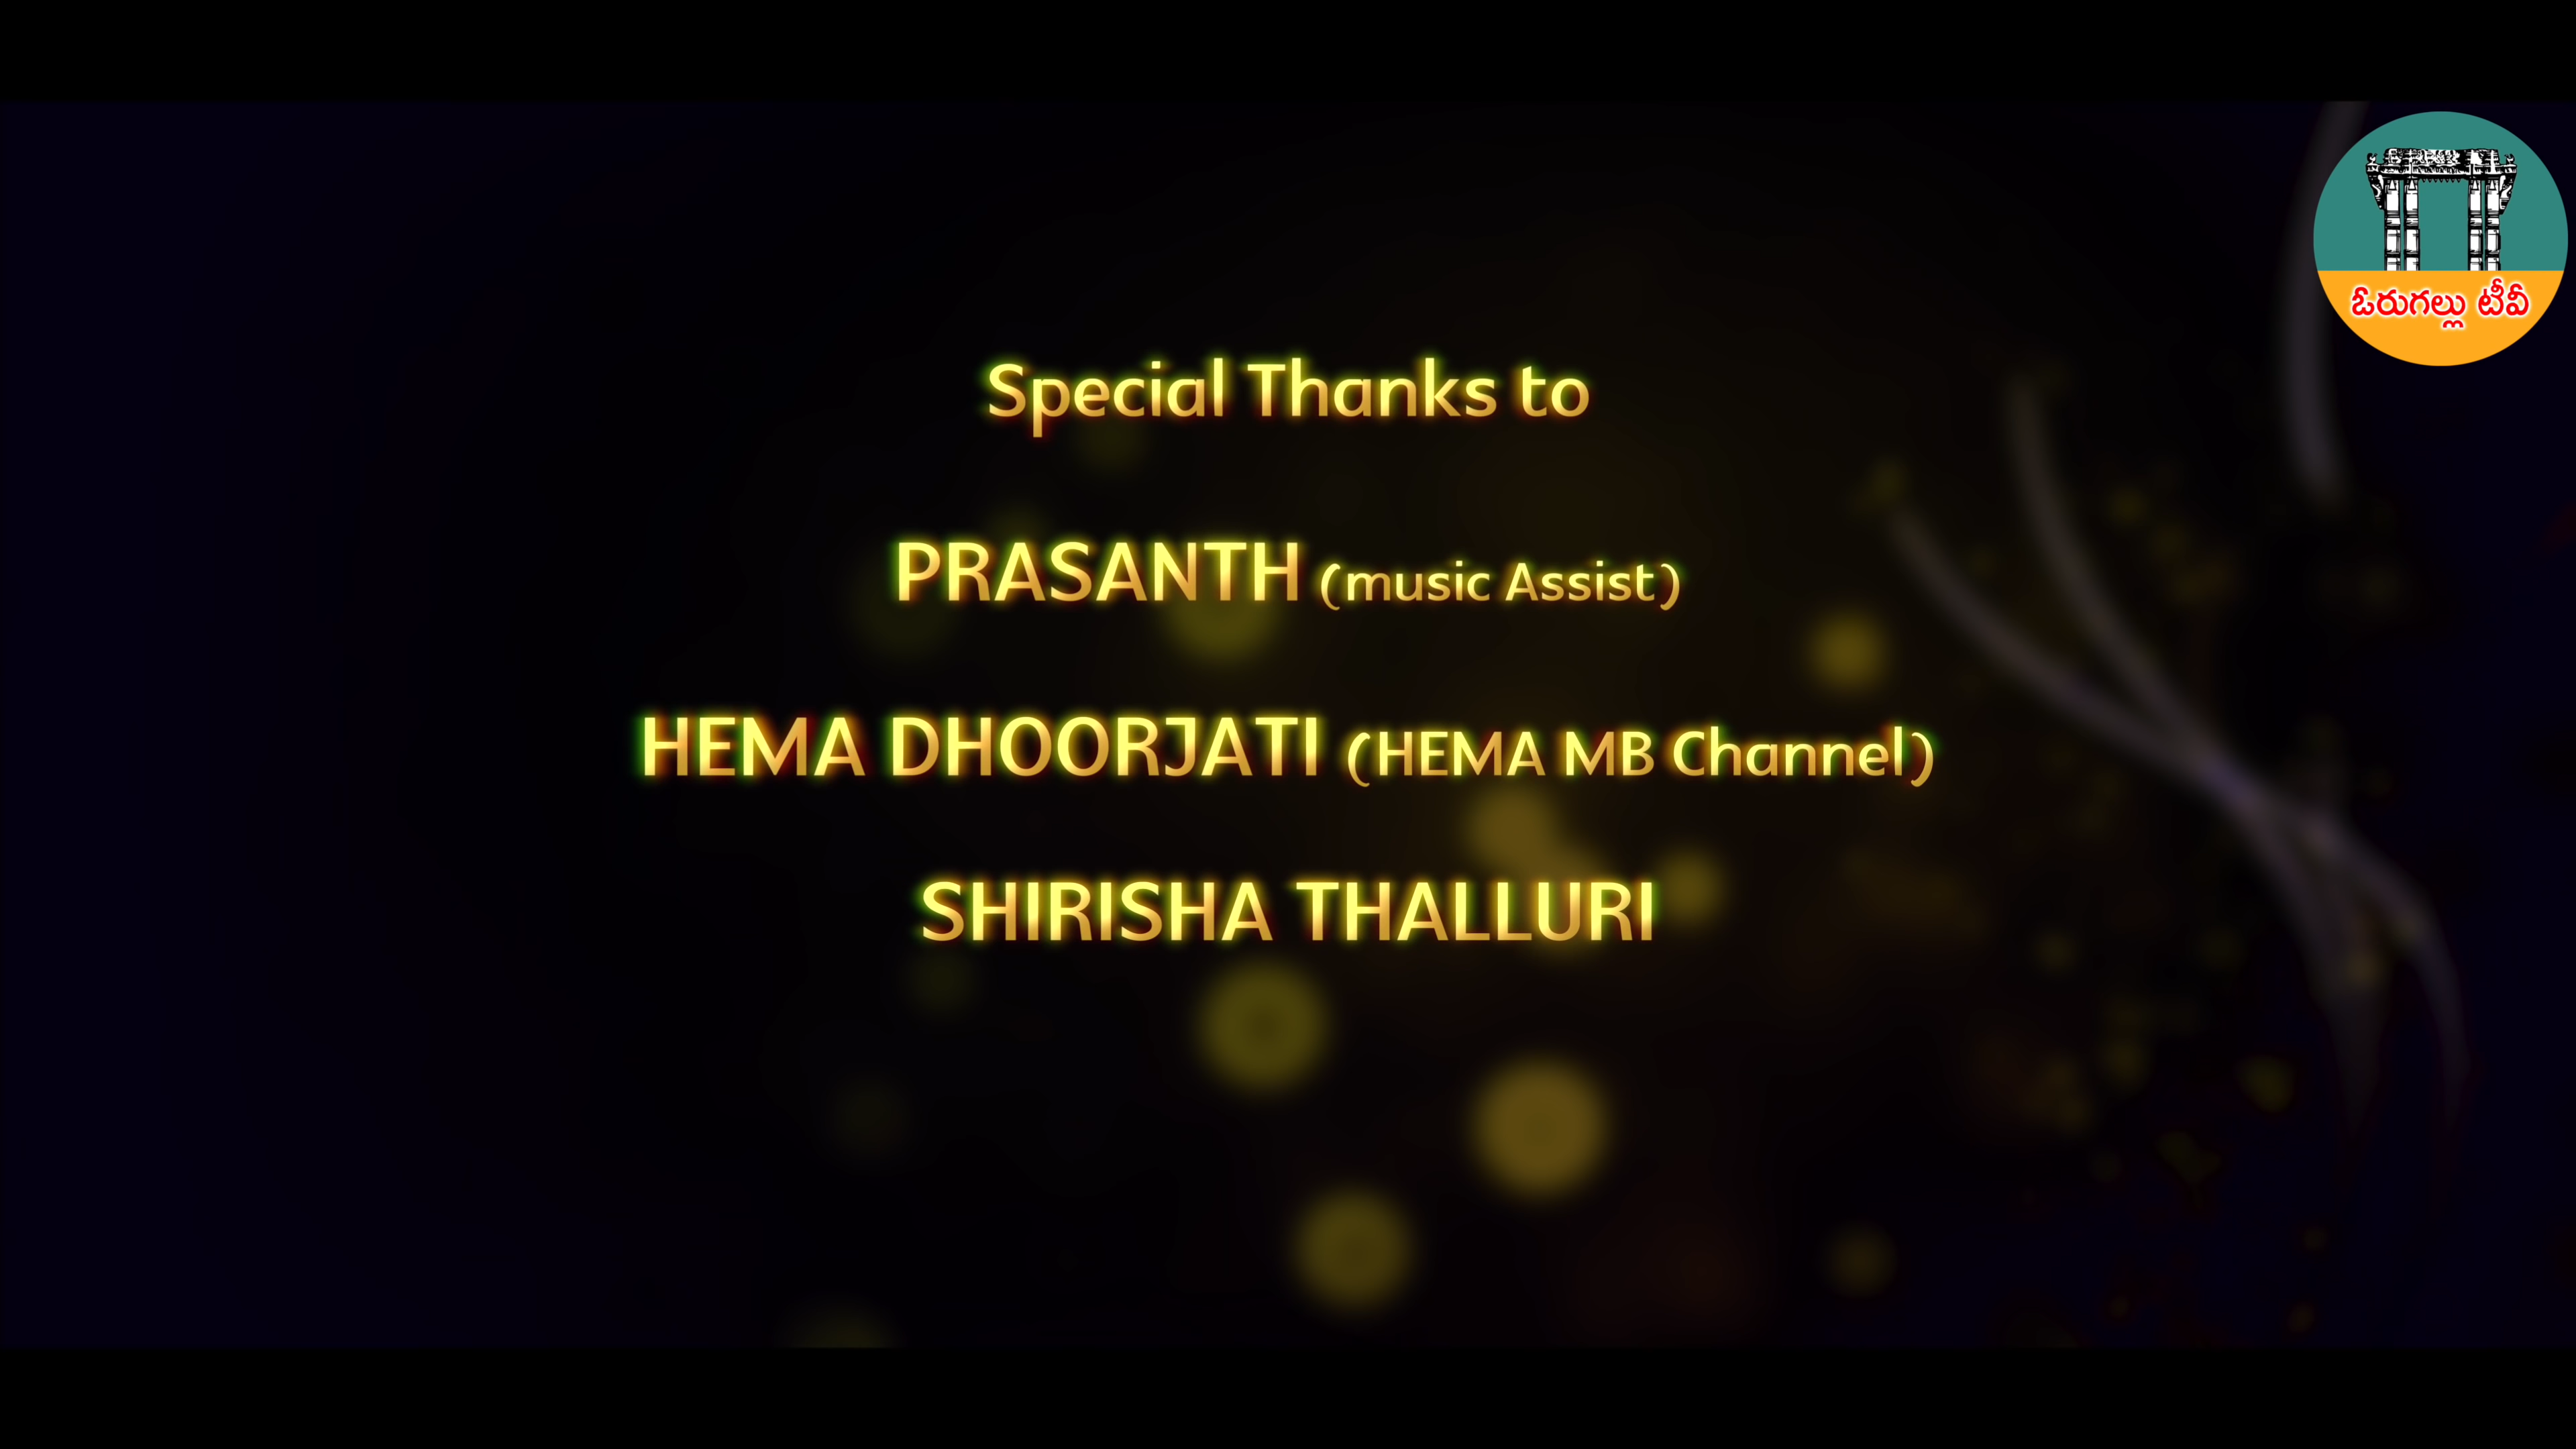 ఓరుగల్లు టీవీ
Special Thanks to
PRASANTH (music Assist)
HEMA DHOORJATI (HEMA MB Channel)
SHIRISHA THALLURI